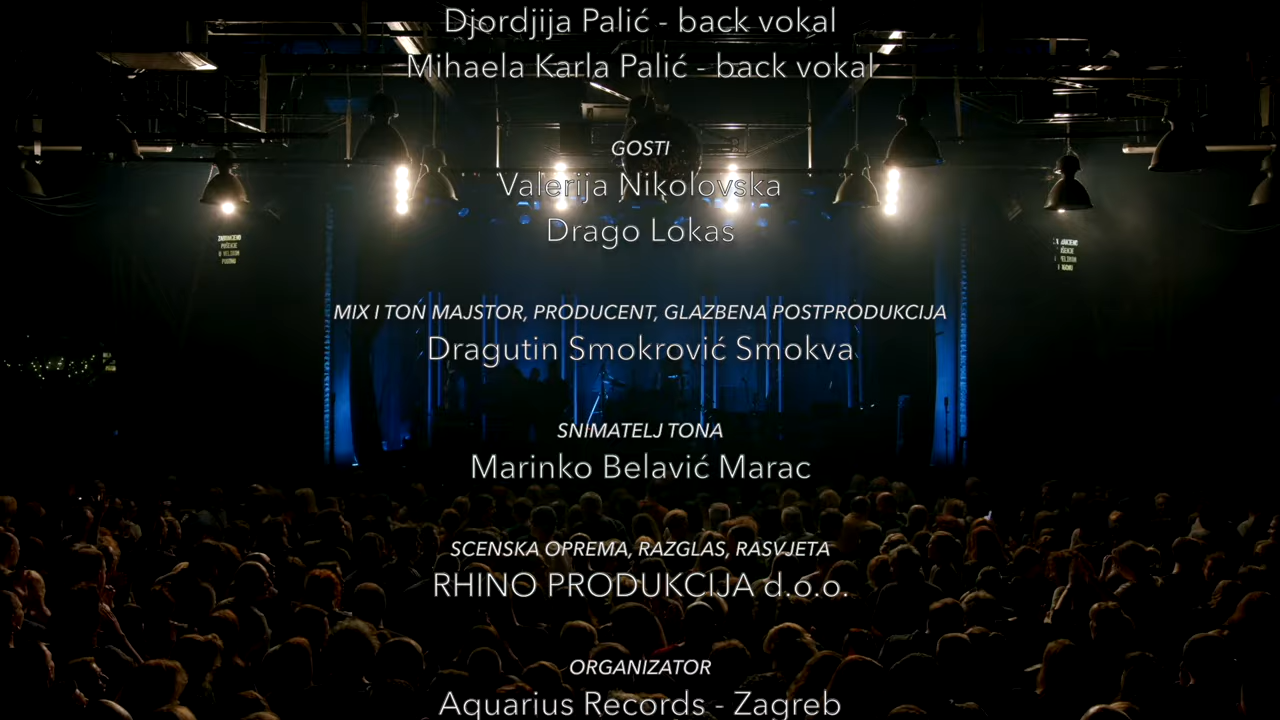 Djordjija Palić - back vokal
Mihaela Karla Palić - back vokal
GOSTI
Valerija Nikolovska
Drago Lokas
MIX I TON MAJSTOR, PRODUCENT, GLAZBENA POSTPRODUKCIJA
Dragutin Smokrović Smokva
SNIMATELJ TONA
Marinko Belavić Marac
SCENSKA OPREMA, RAZGLAS, RASVJETA
RHINO PRODUKCIJA d.o.o.
ORGANIZATOR
Aquarius Records - Zagreb